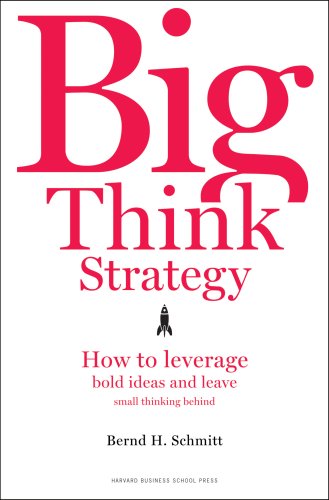 Big
Think
Strategy
How to leverage
bold ideas and leave
small thinking behind
Bernd H. Schmitt
HARVARD BUSINESS SCHOOL PRESS